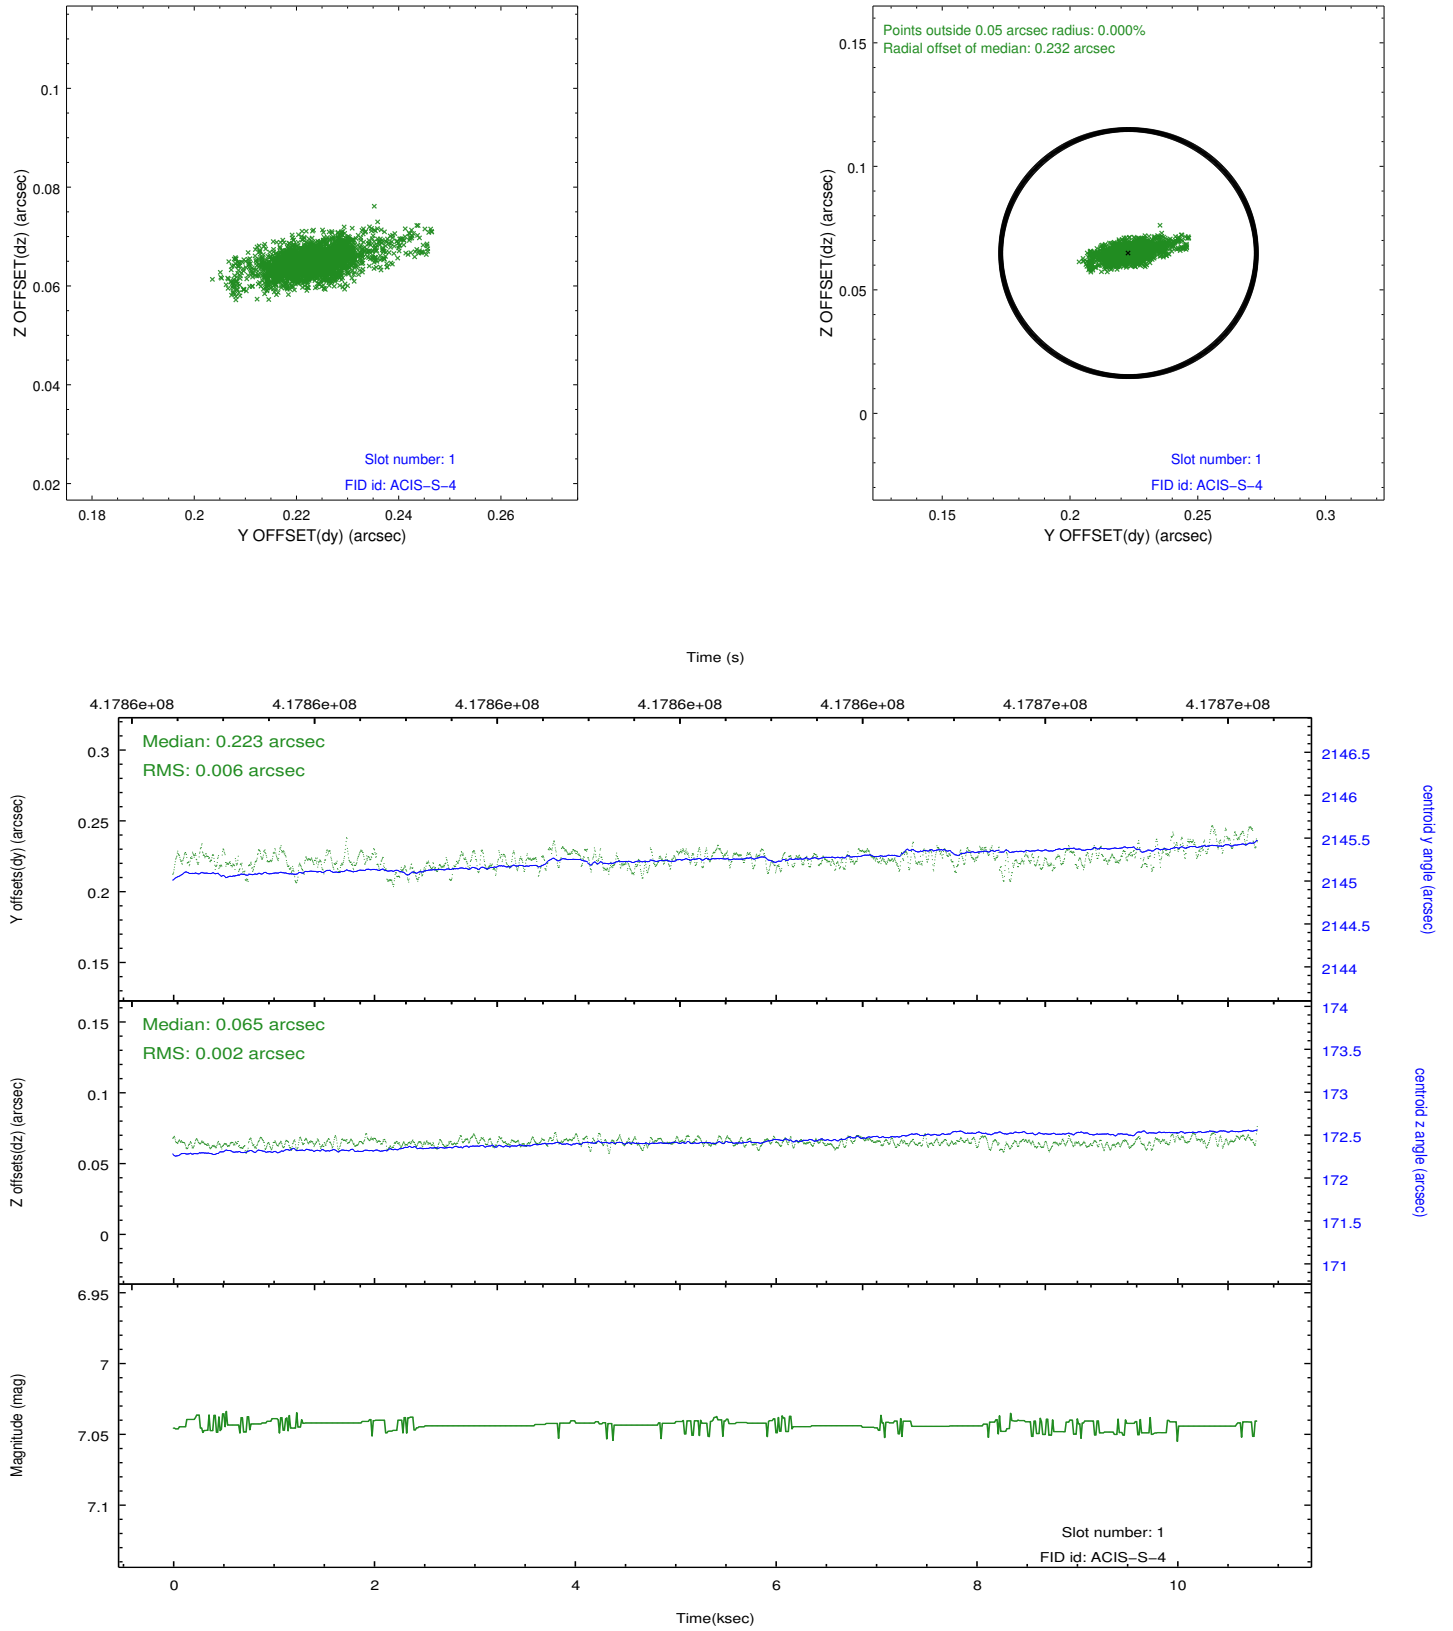 0.1
0.08
0.06
0.04
0.02
Z OFFSET(dz) (arcsec)
Slot number: 1
FID id: ACIS−S−4
0.18 0.2 0.22 0.24 0.26
Y OFFSET(dy) (arcsec)
Points outside 0.05 arcsec radius: 0.000%
Radial offset of median: 0.232 arcsec
0.15
0.1
0.05
0
Z OFFSET(dz) (arcsec)
Slot number: 1
FID id: ACIS−S−4
0.15 0.2 0.25 0.3
Y OFFSET(dy) (arcsec)
Time (s)
4.1786e+08 4.1786e+08 4.1786e+08 4.1786e+08 4.1786e+08 4.1787e+08 4.1787e+08
Median: 0.223 arcsec
RMS: 0.006 arcsec
0.3
0.25
0.2
0.15
Y offsets(dy) (arcsec)
2146.5
2146
2145.5
2145
2144.5
2144
centroid y angle (arcsec)
Median: 0.065 arcsec
RMS: 0.002 arcsec
0.15
0.1
0.05
0
Z offsets(dz) (arcsec)
174
173.5
173
172.5
172
171.5
171
centroid z angle (arcsec)
6.95
7
7.05
7.1
Magnitude (mag)
Slot number: 1
FID id: ACIS−S−4
0 2 4 6 8 10
Time(ksec)